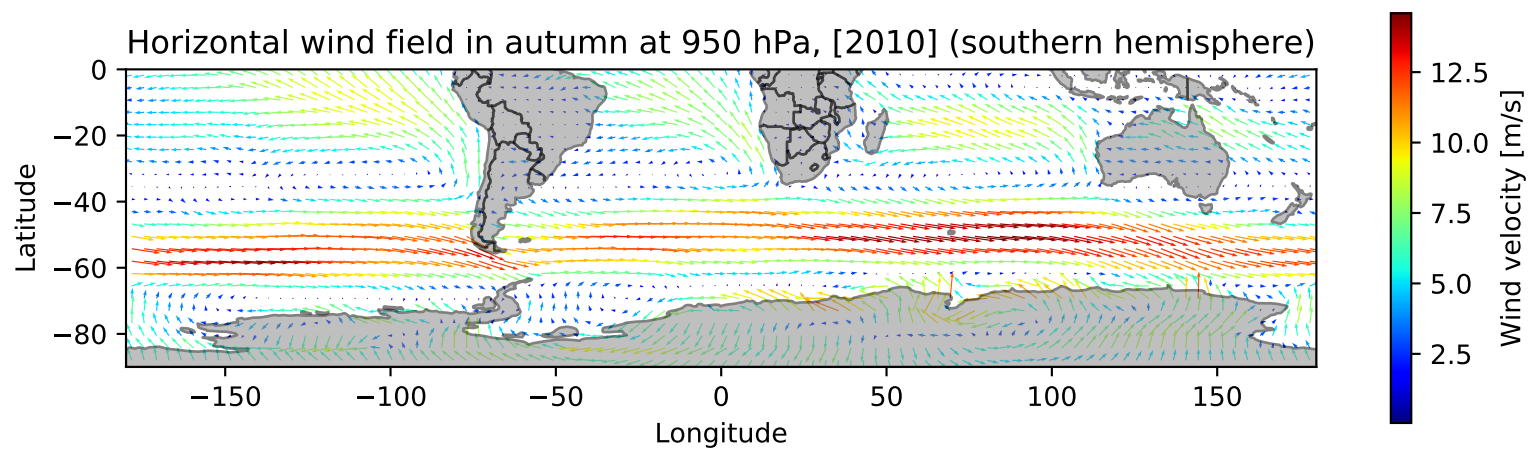 Horizontal wind field in autumn at 950 hPa, [2010] (southern hemisphere)
0
−20
−40
−60
−80
Latitude
−150 −100 −50 0 50 100 150
Longitude
12.5
10.0
7.5
5.0
2.5
Wind velocity [m/s]